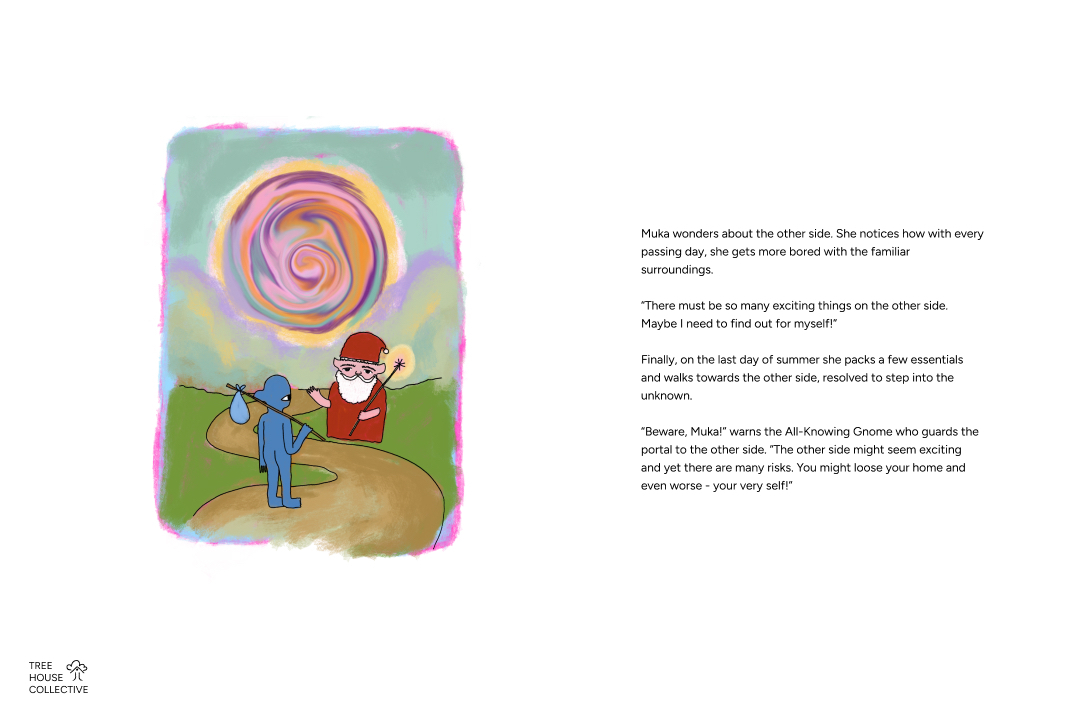 Muka wonders about the other side. She notices how with every
passing day, she gets more bored with the familiar
surroundings.
“There must be so many exciting things on the other side.
Maybe I need to find out for myself!”
Finally, on the last day of summer she packs a few essentials
and walks towards the other side, resolved to step into the
unknown.
“Beware, Muka!” warns the All-Knowing Gnome who guards the
portal to the other side. “The other side might seem exciting
and yet there are many risks. You might loose your home and
even worse - your very self!”
TREE
HOUSE
COLLECTIVE